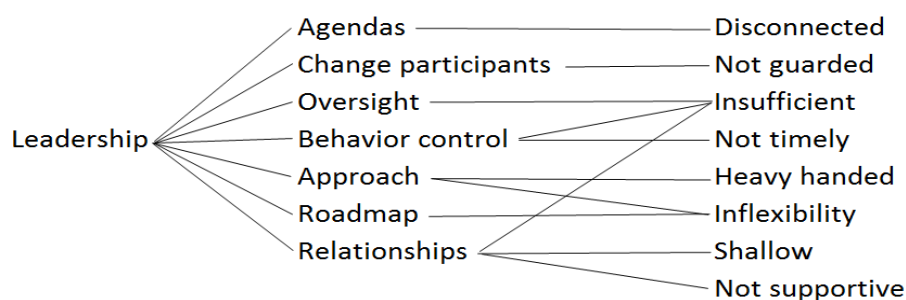 Agendas Disconnected
Change participants Not guarded
Oversight Insufficient
Leadership Behavior control Not timely
Approach Heavy handed
Roadmap Inflexibility
Relationships Shallow
Not supportive